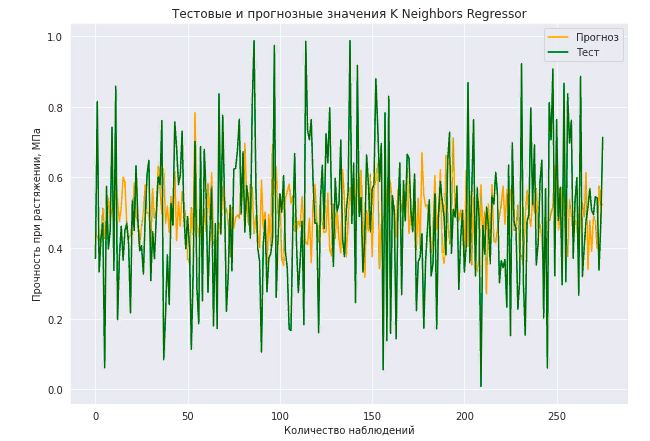 Тестовые и прогнозные значения K Neighbors Regressor
Прогноз
Тест
Прочность при растяжении, МПа
1.0
0.8
0.6
0.4
0.2
0.0
0
50
100
150
200
250
Количество наблюдений